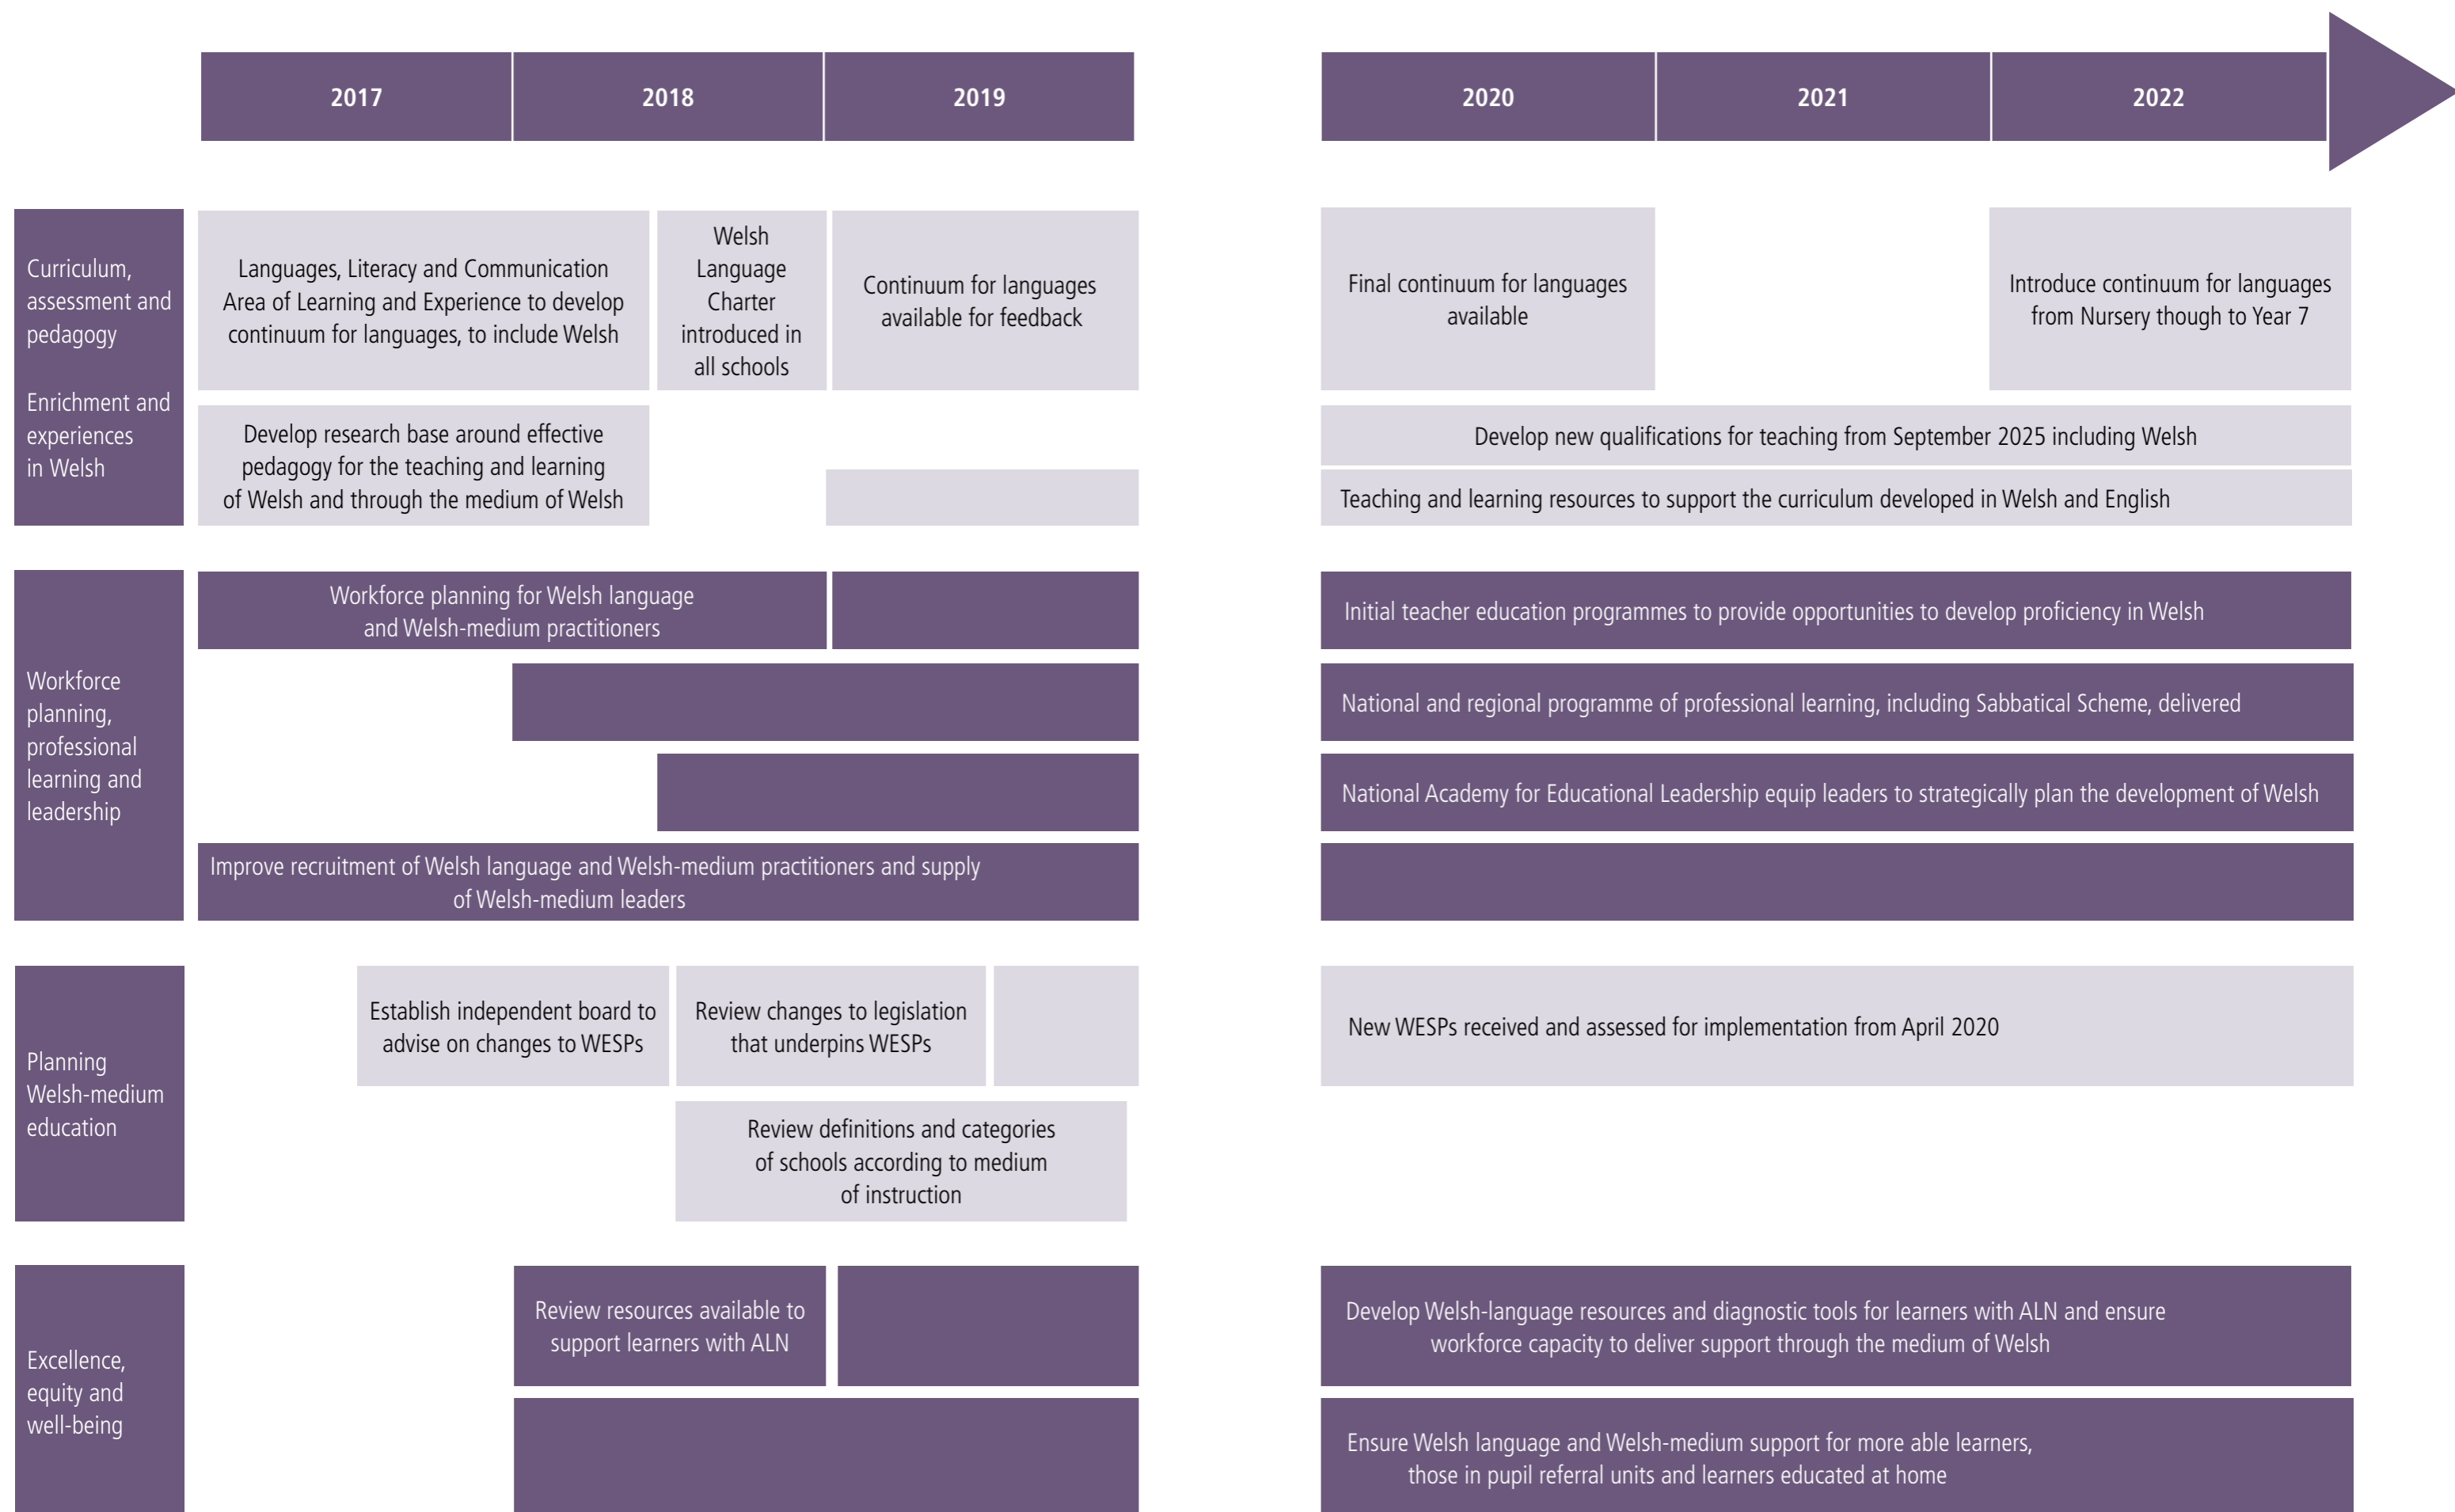 2017
2018
2019
2020
2021
2022
Curriculum,
assessment and
pedagogy
Enrichment and
experiences
in Welsh
Languages, Literacy and Communication
Area of Learning and Experience to develop
continuum for languages, to include Welsh
Welsh
Language
Charter
introduced in
all schools
Continuum for languages
available for feedback
Final continuum for languages
available
Introduce continuum for languages
from Nursery though to Year 7
Develop research base around effective
pedagogy for the teaching and learning
of Welsh and through the medium of Welsh
Develop new qualifications for teaching from September 2025 including Welsh
Teaching and learning resources to support the curriculum developed in Welsh and English
Workforce
planning,
professional
learning and
leadership
Workforce planning for Welsh language
and Welsh-medium practitioners
Initial teacher education programmes to provide opportunities to develop proficiency in Welsh
National and regional programme of professional learning, including Sabbatical Scheme, delivered
National Academy for Educational Leadership equip leaders to strategically plan the development of Welsh
Improve recruitment of Welsh language and Welsh-medium practitioners and supply
of Welsh-medium leaders
Planning
Welsh-medium
education
Establish independent board to
advise on changes to WESPs
Review changes to legislation
that underpins WESPs
New WESPs received and assessed for implementation from April 2020
Review definitions and categories
of schools according to medium
of instruction
Excellence,
equity and
well-being
Review resources available to
support learners with ALN
Develop Welsh-language resources and diagnostic tools for learners with ALN and ensure
workforce capacity to deliver support through the medium of Welsh
Ensure Welsh language and Welsh-medium support for more able learners,
those in pupil referral units and learners educated at home